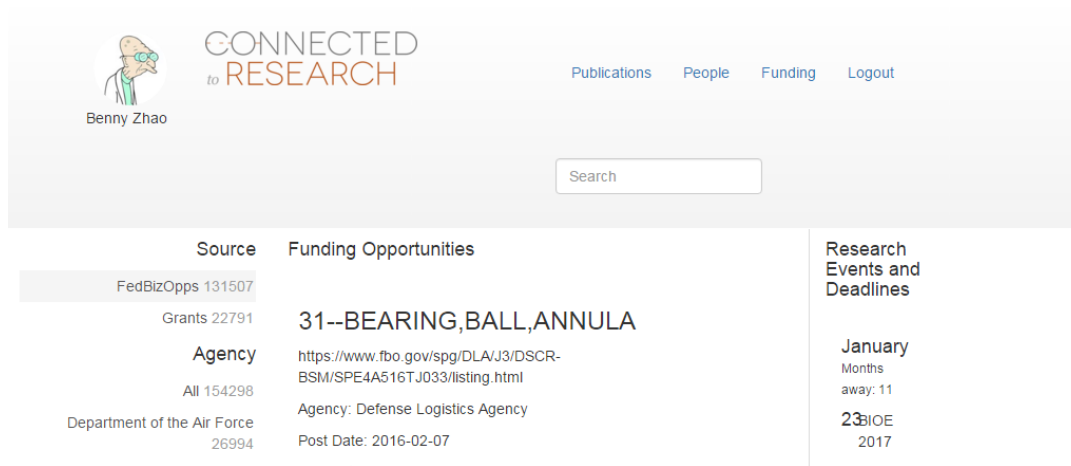 CONNECTED
to RESEARCH
Benny Zhao
Publications People Funding Logout
Search
Source
FedBizOpps 131507
Grants 22791
Agency
All 154298
Department of the Air Force
26994
Funding Opportunities
31--BEARING,BALL,ANNULA
https://www.fbo.gov/spg/DLA/J3/DSCR-
BSM/SPE4A516TJ033/listing.html
Agency: Defense Logistics Agency
Post Date: 2016-02-07
Research
Events and
Deadlines
January
Months
away: 11
23BIOE
2017